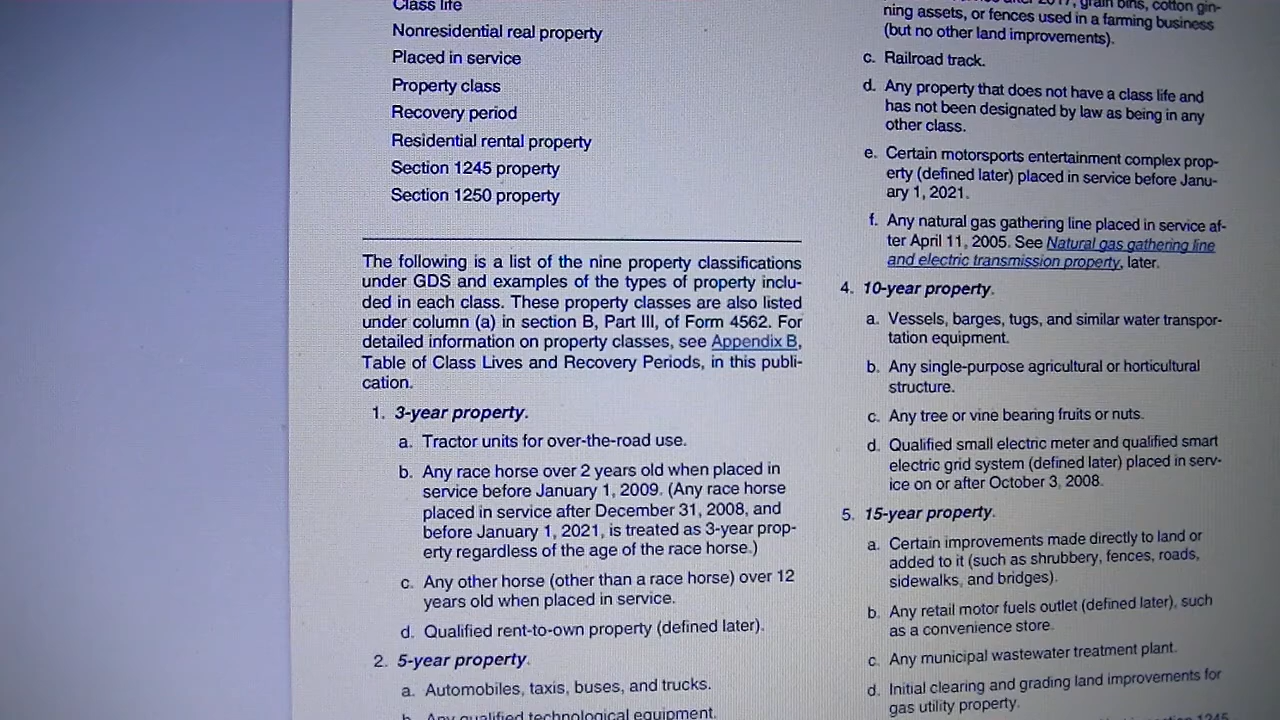 Class life
Nonresidential real property
Placed in service
Property class
Recovery period
Residential rental property
Section 1245 property
Section 1250 property
The following is a list of the nine property classifications
under GDS and examples of the types of property inclu-
ded in each class. These property classes are also listed
under column (a) in section B, Part III, of Form 4562. For
detailed information on property classes, see Appendix B,
Table of Class Lives and Recovery Periods, in this publi-
cation.
1. 3-year property.
a. Tractor units for over-the-road use.
b. Any race horse over 2 years old when placed in
service before January 1, 2009. (Any race horse
placed in service after December 31, 2008, and
before January 1, 2021, is treated as 3-year prop-
erty regardless of the age of the race horse.)
c. Any other horse (other than a race horse) over 12
years old when placed in service.
d. Qualified rent-to-own property (defined later).
2. 5-year property.
a. Automobiles, taxis, buses, and trucks.
b. Any qualified technological equipment.
after 2017, grain bins, cotton gin-
ning assets, or fences used in a farming business
(but no other land improvements).
c. Railroad track.
d. Any property that does not have a class life and
has not been designated by law as being in any
other class.
e. Certain motorsports entertainment complex prop-
erty (defined later) placed in service before Janu-
ary 1, 2021.
f. Any natural gas gathering line placed in service af-
ter April 11, 2005. See Natural gas gathering line
and electric transmission property, later.
4. 10-year property.
a. Vessels, barges, tugs, and similar water transpor-
tation equipment.
b. Any single-purpose agricultural or horticultural
structure.
c. Any tree or vine bearing fruits or nuts.
d. Qualified small electric meter and qualified smart
electric grid system (defined later) placed in serv-
ice on or after October 3, 2008.
5. 15-year property.
a. Certain improvements made directly to land or
added to it (such as shrubbery, fences, roads,
sidewalks, and bridges).
b. Any retail motor fuels outlet (defined later), such
as a convenience store.
c. Any municipal wastewater treatment plant.
d. Initial clearing and grading land improvements for
gas utility property.
1245